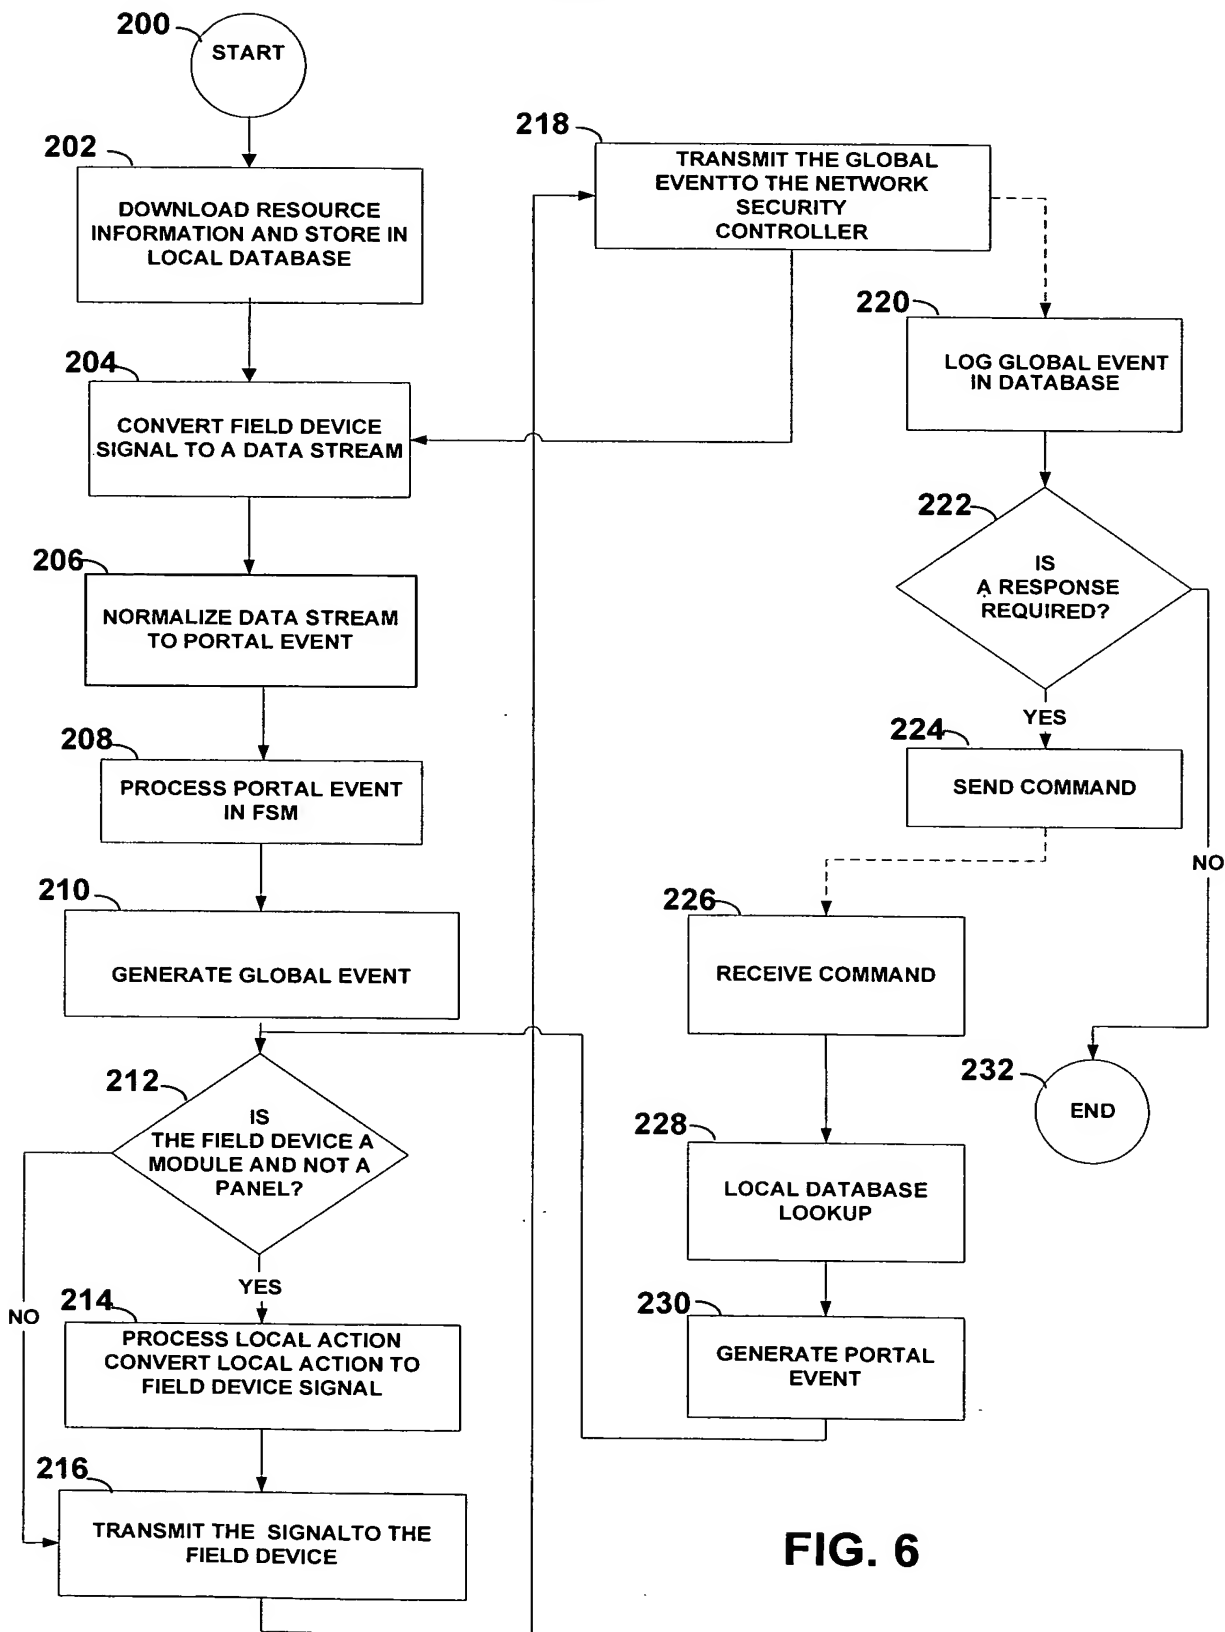 200
START
202
DOWNLOAD RESOURCE
INFORMATION AND STORE IN
LOCAL DATABASE
204
CONVERT FIELD DEVICE
SIGNAL TO A DATA STREAM
206
NORMALIZE DATA STREAM
TO PORTAL EVENT
208
PROCESS PORTAL EVENT
IN FSM
210
GENERATE GLOBAL EVENT
212
IS
THE FIELD DEVICE A
MODULE AND NOT A
PANEL?
YES
NO
214
PROCESS LOCAL ACTION
CONVERT LOCAL ACTION TO
FIELD DEVICE SIGNAL
216
TRANSMIT THE SIGNALTO THE
FIELD DEVICE
218
TRANSMIT THE GLOBAL
EVENTTO THE NETWORK
SECURITY
CONTROLLER
220
LOG GLOBAL EVENT
IN DATABASE
222
IS
A RESPONSE
REQUIRED?
YES
NO
224
SEND COMMAND
226
RECEIVE COMMAND
228
LOCAL DATABASE
LOOKUP
230
GENERATE PORTAL
EVENT
232
END
FIG. 6